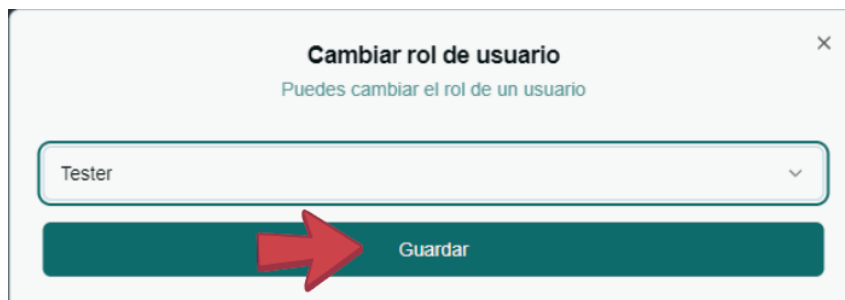 Cambiar rol de usuario
Puedes cambiar el rol de un usuario
Tester
Guardar